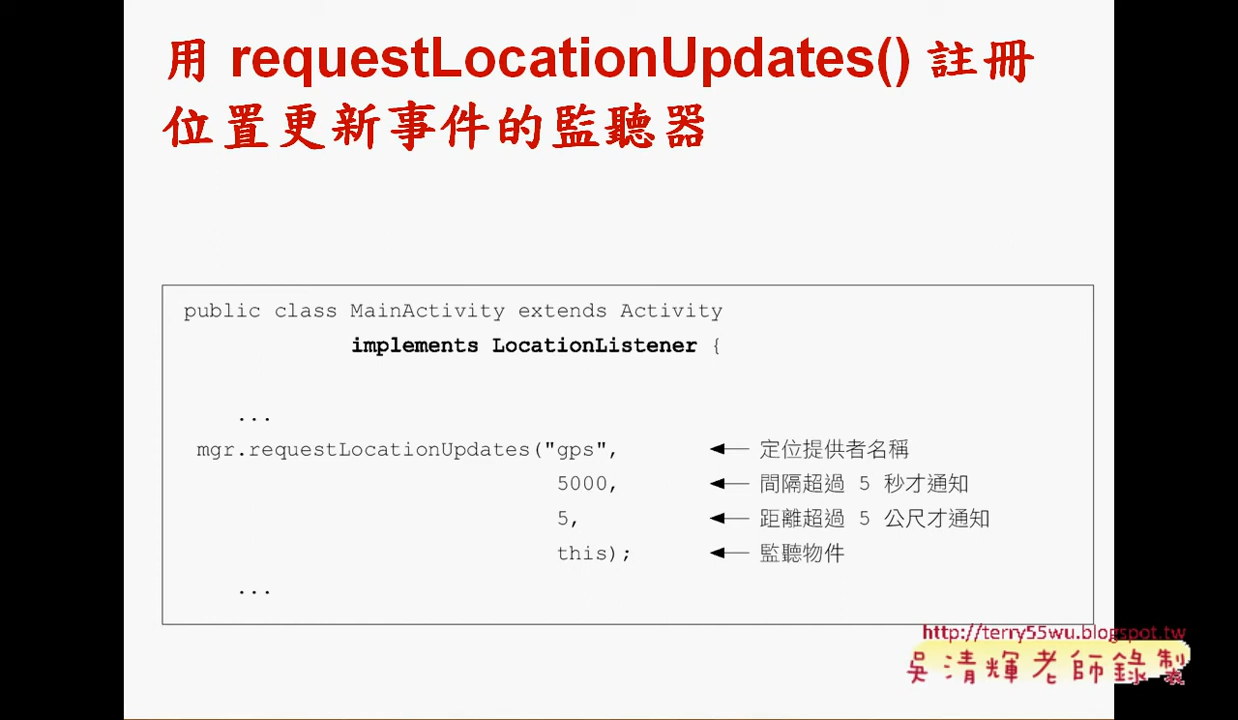 用 requestLocationUpdates() 註冊
位置更新事件的監聽器
public class MainActivity extends Activity
implements LocationListener {
...
mgr.requestLocationUpdates("gps", ← 定位提供者名稱
5000, ← 間隔超過 5 秒才通知
5, ← 距離超過 5 公尺才通知
this); ← 監聽物件
...
http://terry55wu.blogspot.tw
吳清輝老師錄製